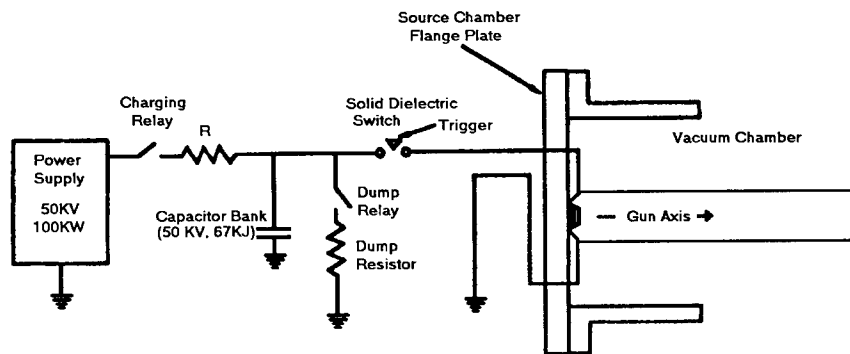 Source Chamber
Flange Plate
Charging
Relay
R
Solid Dielectric
Switch
Trigger
Vacuum Chamber
Power
Supply
50KV
100KW
Capacitor Bank
(50 KV, 67KJ)
Dump
Relay
Dump
Resistor
Gun Axis